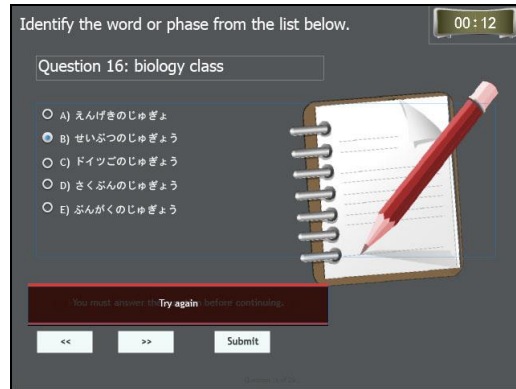 Identify the word or phase from the list below.
00:12
Question 16: biology class
A) えんげきのじゅぎょ
B) せいぶつのじゅぎょう
C) ドイツごのじゅぎょう
D) さくぶんのじゅぎょう
E) ぶんがくのじゅぎょう
You must answer the before continuing.
Try again
<< >> Submit